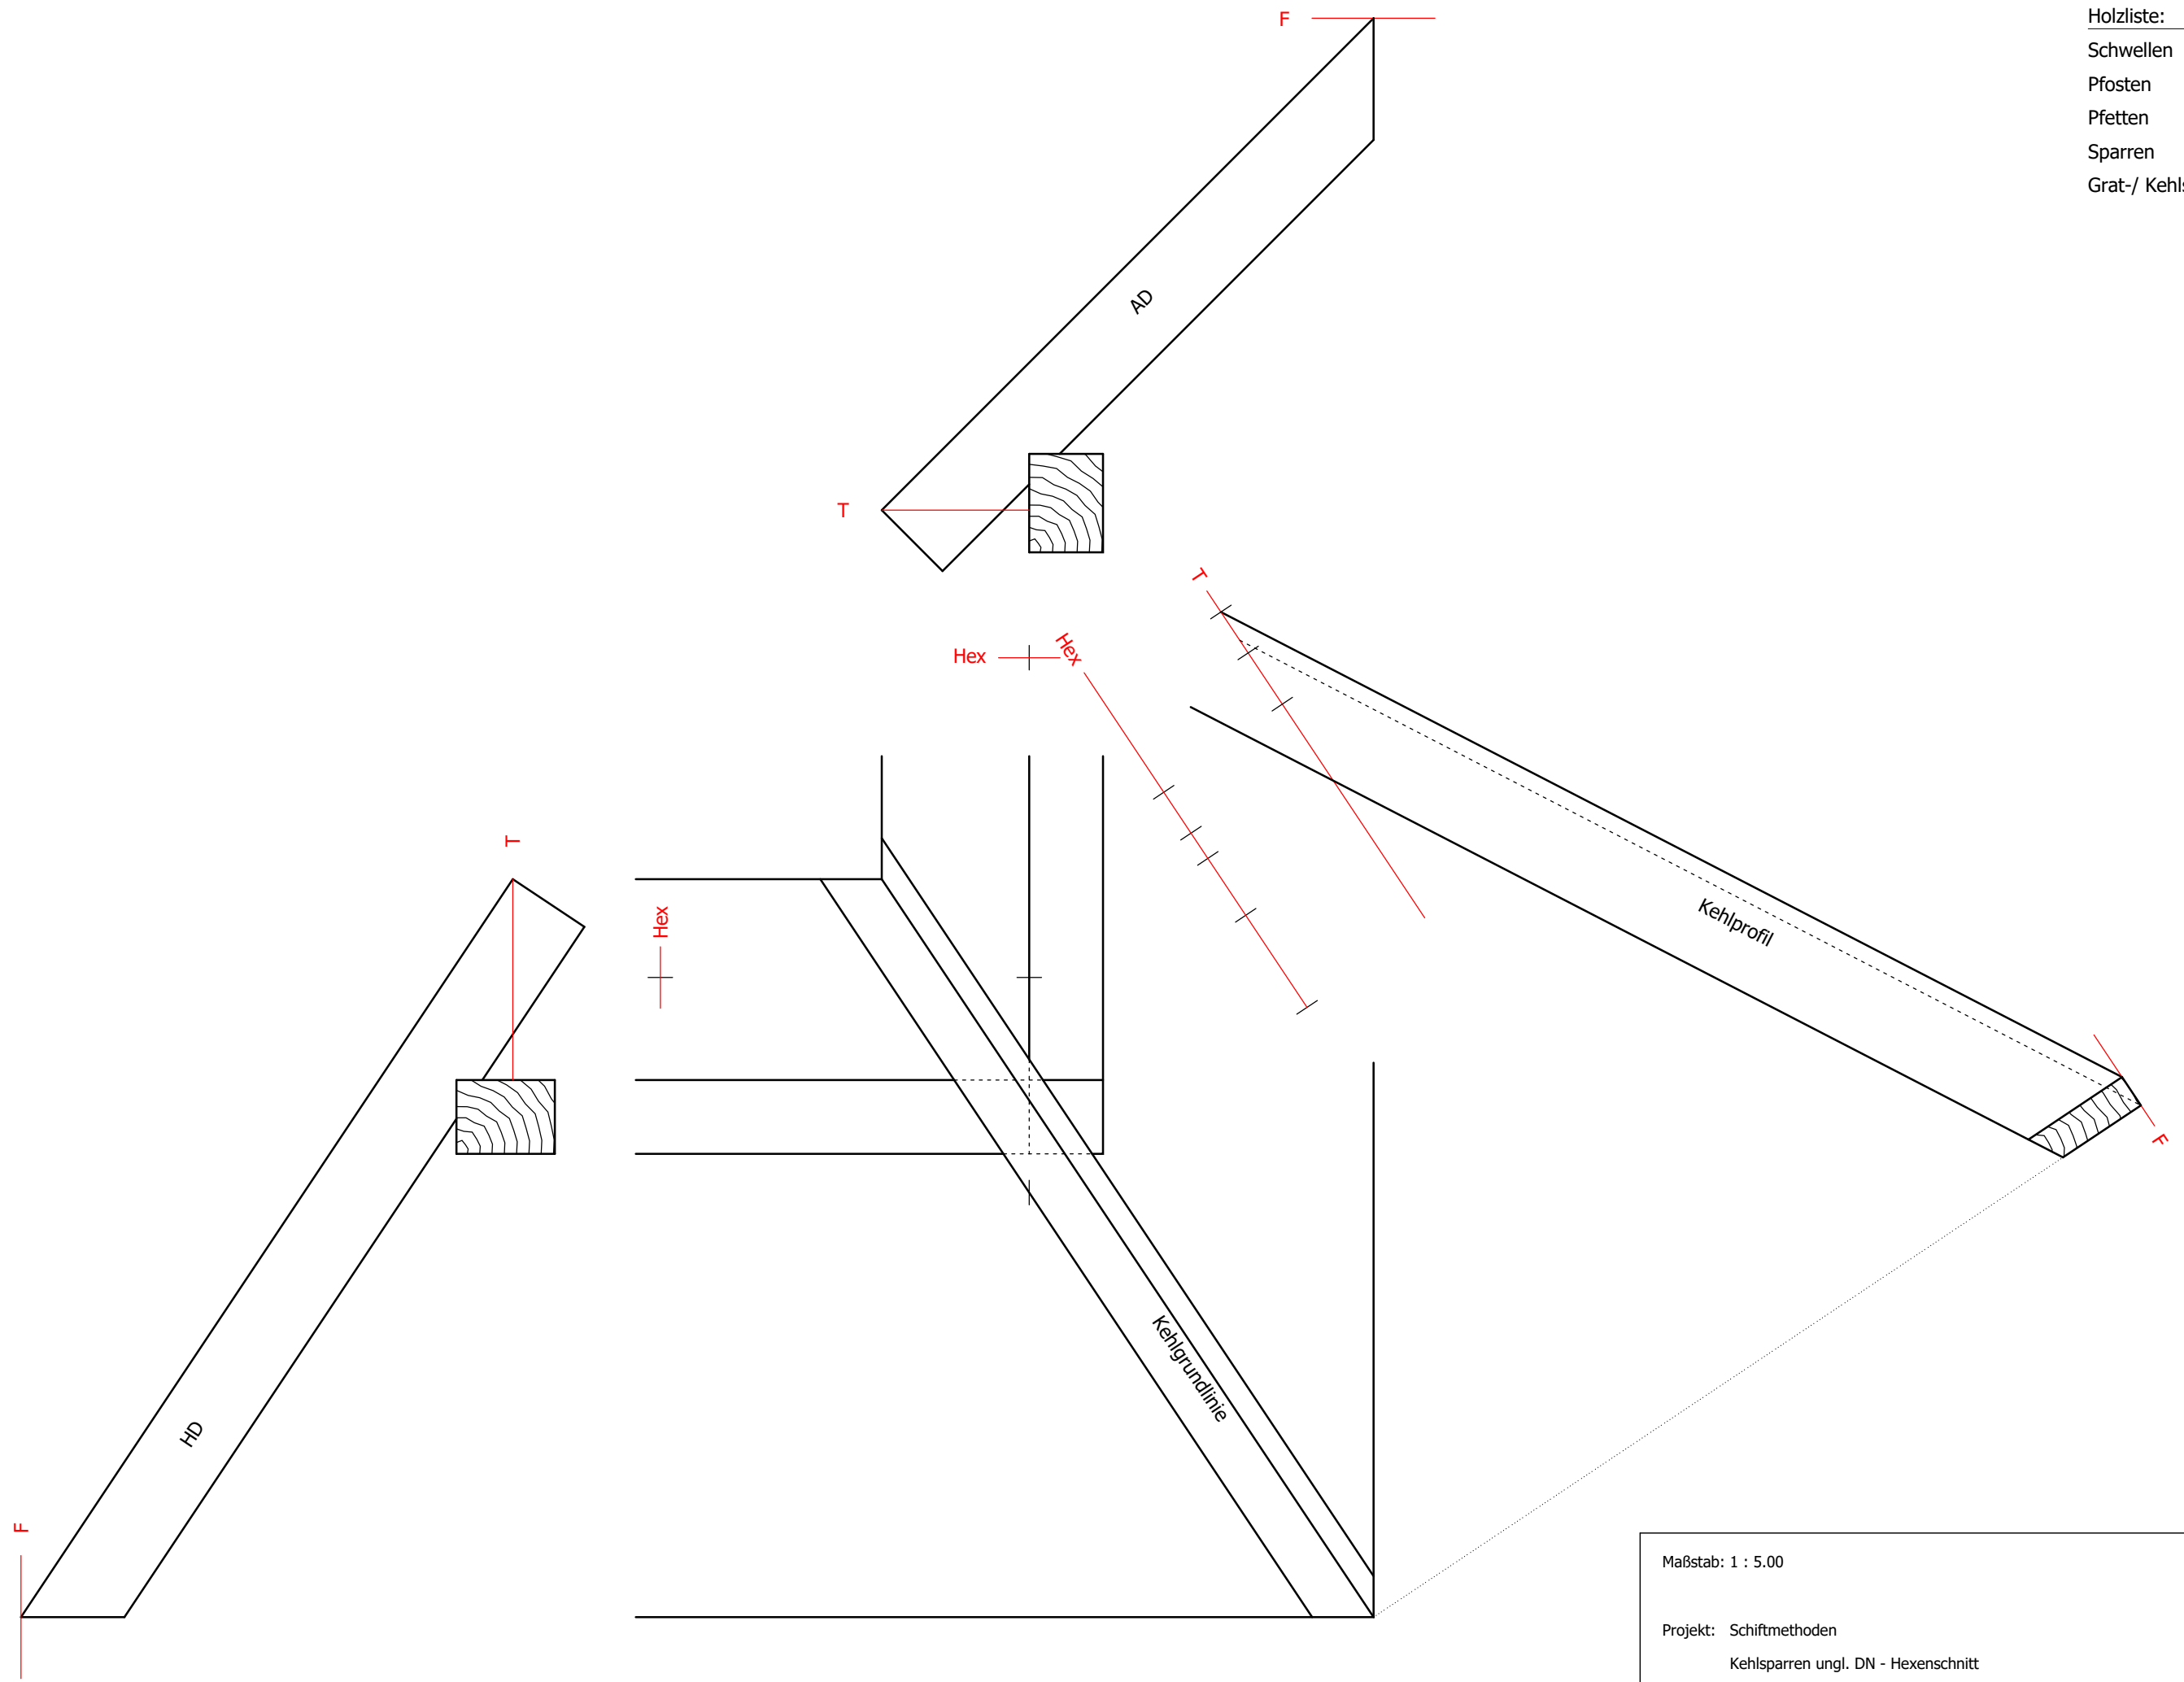 F
Holzliste:
Schwellen
Pfosten
Pfetten
Sparren
Grat-/ Kehls
AD
T
T
Hex
Hex
T
Hex
Kehlprofil
F
Kehlgrundlinie
HD
F
Maßstab: 1 : 5.00
Projekt: Schiftmethoden
Kehlsparren ungl. DN - Hexenschnitt